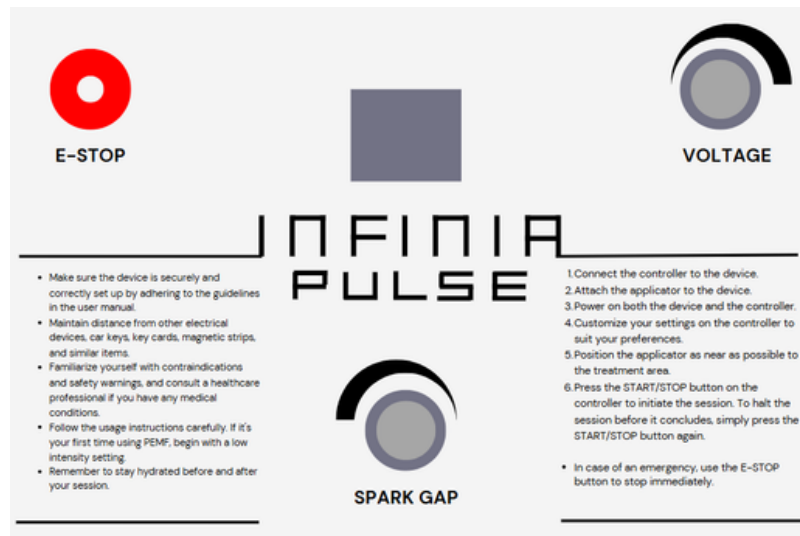 E-STOP
VOLTAGE
INFINIA
PULSE
• Make sure the device is securely and
correctly set up by adhering to the guidelines
in the user manual.
• Maintain distance from other electrical
devices, car keys, key cards, magnetic strips,
and similar items.
• Familiarize yourself with contraindications
and safety warnings, and consult a healthcare
professional if you have any medical
conditions.
• Follow the usage instructions carefully. If it's
your first time using PEMF, begin with a low
intensity setting.
• Remember to stay hydrated before and after
your session.
1. Connect the controller to the device.
2. Attach the applicator to the device.
3. Power on both the device and the controller.
4. Customize your settings on the controller to
suit your preferences.
5. Position the applicator as near as possible to
the treatment area.
6. Press the START/STOP button on the
controller to initiate the session. To halt the
session before it concludes, simply press the
START/STOP button again.
• In case of an emergency, use the E-STOP
button to stop immediately.
SPARK GAP